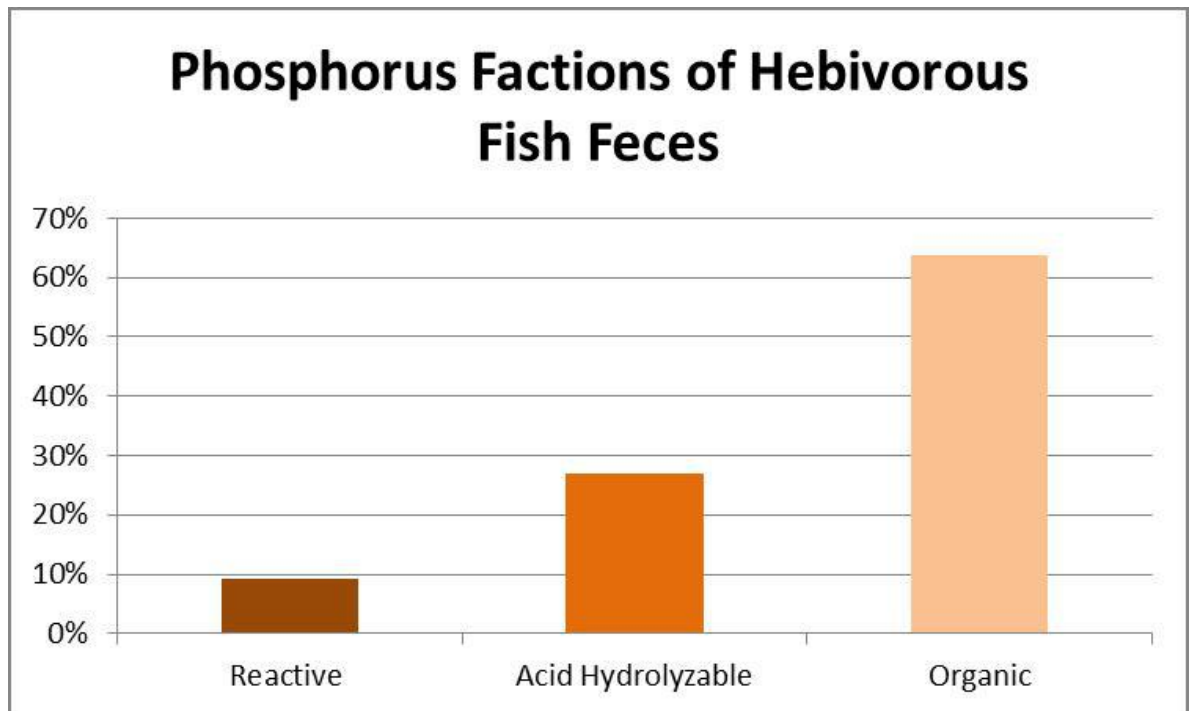 Phosphorus Factions of Hebivorous
Fish Feces
70%
60%
50%
40%
30%
20%
10%
0%
Reactive
Acid Hydrolyzable
Organic